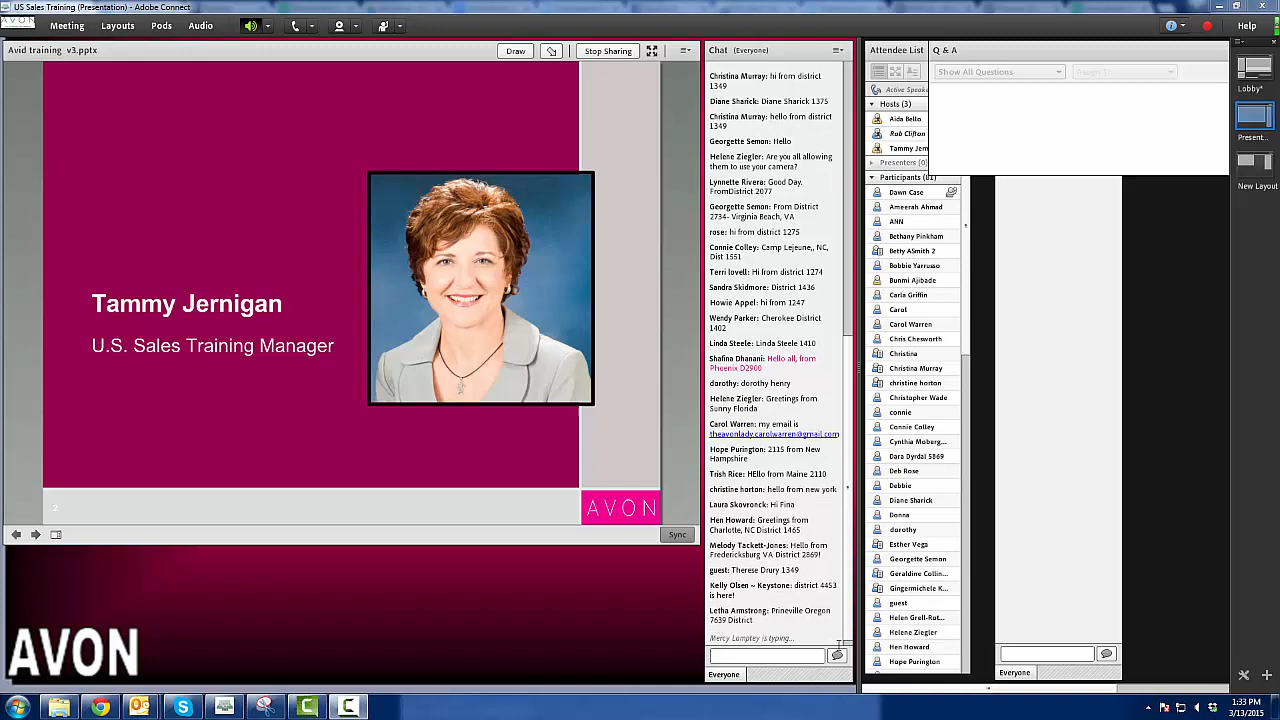 US Sales Training (Presentation) - Adobe Connect
AVON
Meeting
Layouts
Pods
Audio
Help
Avid training v3.pptx
Draw
Stop Sharing
Tammy Jernigan
U.S. Sales Training Manager
2
AVON
Sync
AVON
Chat (Everyone)
Christina Murray: hi from district
1349
Diane Sharick: Diane Sharick 1375
Christina Murray: hello from district
1349
Georgette Semon: Hello
Helene Ziegler: Are you all allowing
them to use your camera?
Lynnette Rivera: Good Day,
FromDistrict 2077
Georgette Semon: From District
2734- Virginia Beach, VA
rose: hi from district 1275
Connie Colley: Camp Lejeune,, NC,
Dist 1551
Terri lovell: Hi from district 1274
Sandra Skidmore: District 1436
Howie Appel: hi from 1247
Wendy Parker: Cherokee District
1402
Linda Steele: Linda Steele 1410
Shafina Dhanani: Hello all, from
Phoenix D2900
dorothy: dorothy henry
Helene Ziegler: Greetings from
Sunny Florida
Carol Warren: my email is
theavonlady.carolwarren@gmail.com
Hope Purington: 2115 from New
Hampshire
Trish Rice: HEllo from Maine 2110
christine horton: hello from new york
Laura Skovronck: Hi Fina
Hen Howard: Greetings from
Charlotte, NC District 1465
Melody Tackett-Jones: Hello from
Fredericksburg VA District 2869!
guest: Therese Drury 1349
Kelly Olsen ~ Keystone: district 4453
is here!
Letha Armstrong: Prineville Oregon
7639 District
Mercy Lamptey is typing...
Everyone
Attendee List
Active Speake
Hosts (3)
Aida Bello
Rob Clifton
Tammy Jern
Presenters (0)
Participants (81)
Dawn Case
Ameerah Ahmad
ANN
Bethany Pinkham
Betty ASmith 2
Bobbie Yarrusso
Bunmi Ajibade
Carla Griffin
Carol
Carol Warren
Chris Chesworth
Christina
Christina Murray
christine horton
Christopher Wade
connie
Connie Colley
Cynthia Moberg...
Dara Dyrdal 5869
Deb Rose
Debbie
Diane Sharick
Donna
dorothy
Esther Vega
Georgette Semon
Geraldine Collin...
Gingermichele K...
guest
Helen Grell-Rot...
Helene Ziegler
Hen Howard
Hope Purington
Q & A
Show All Questions
Assign To
Everyone
Lobby*
Present...
New Layout
1:33 PM
3/13/2015